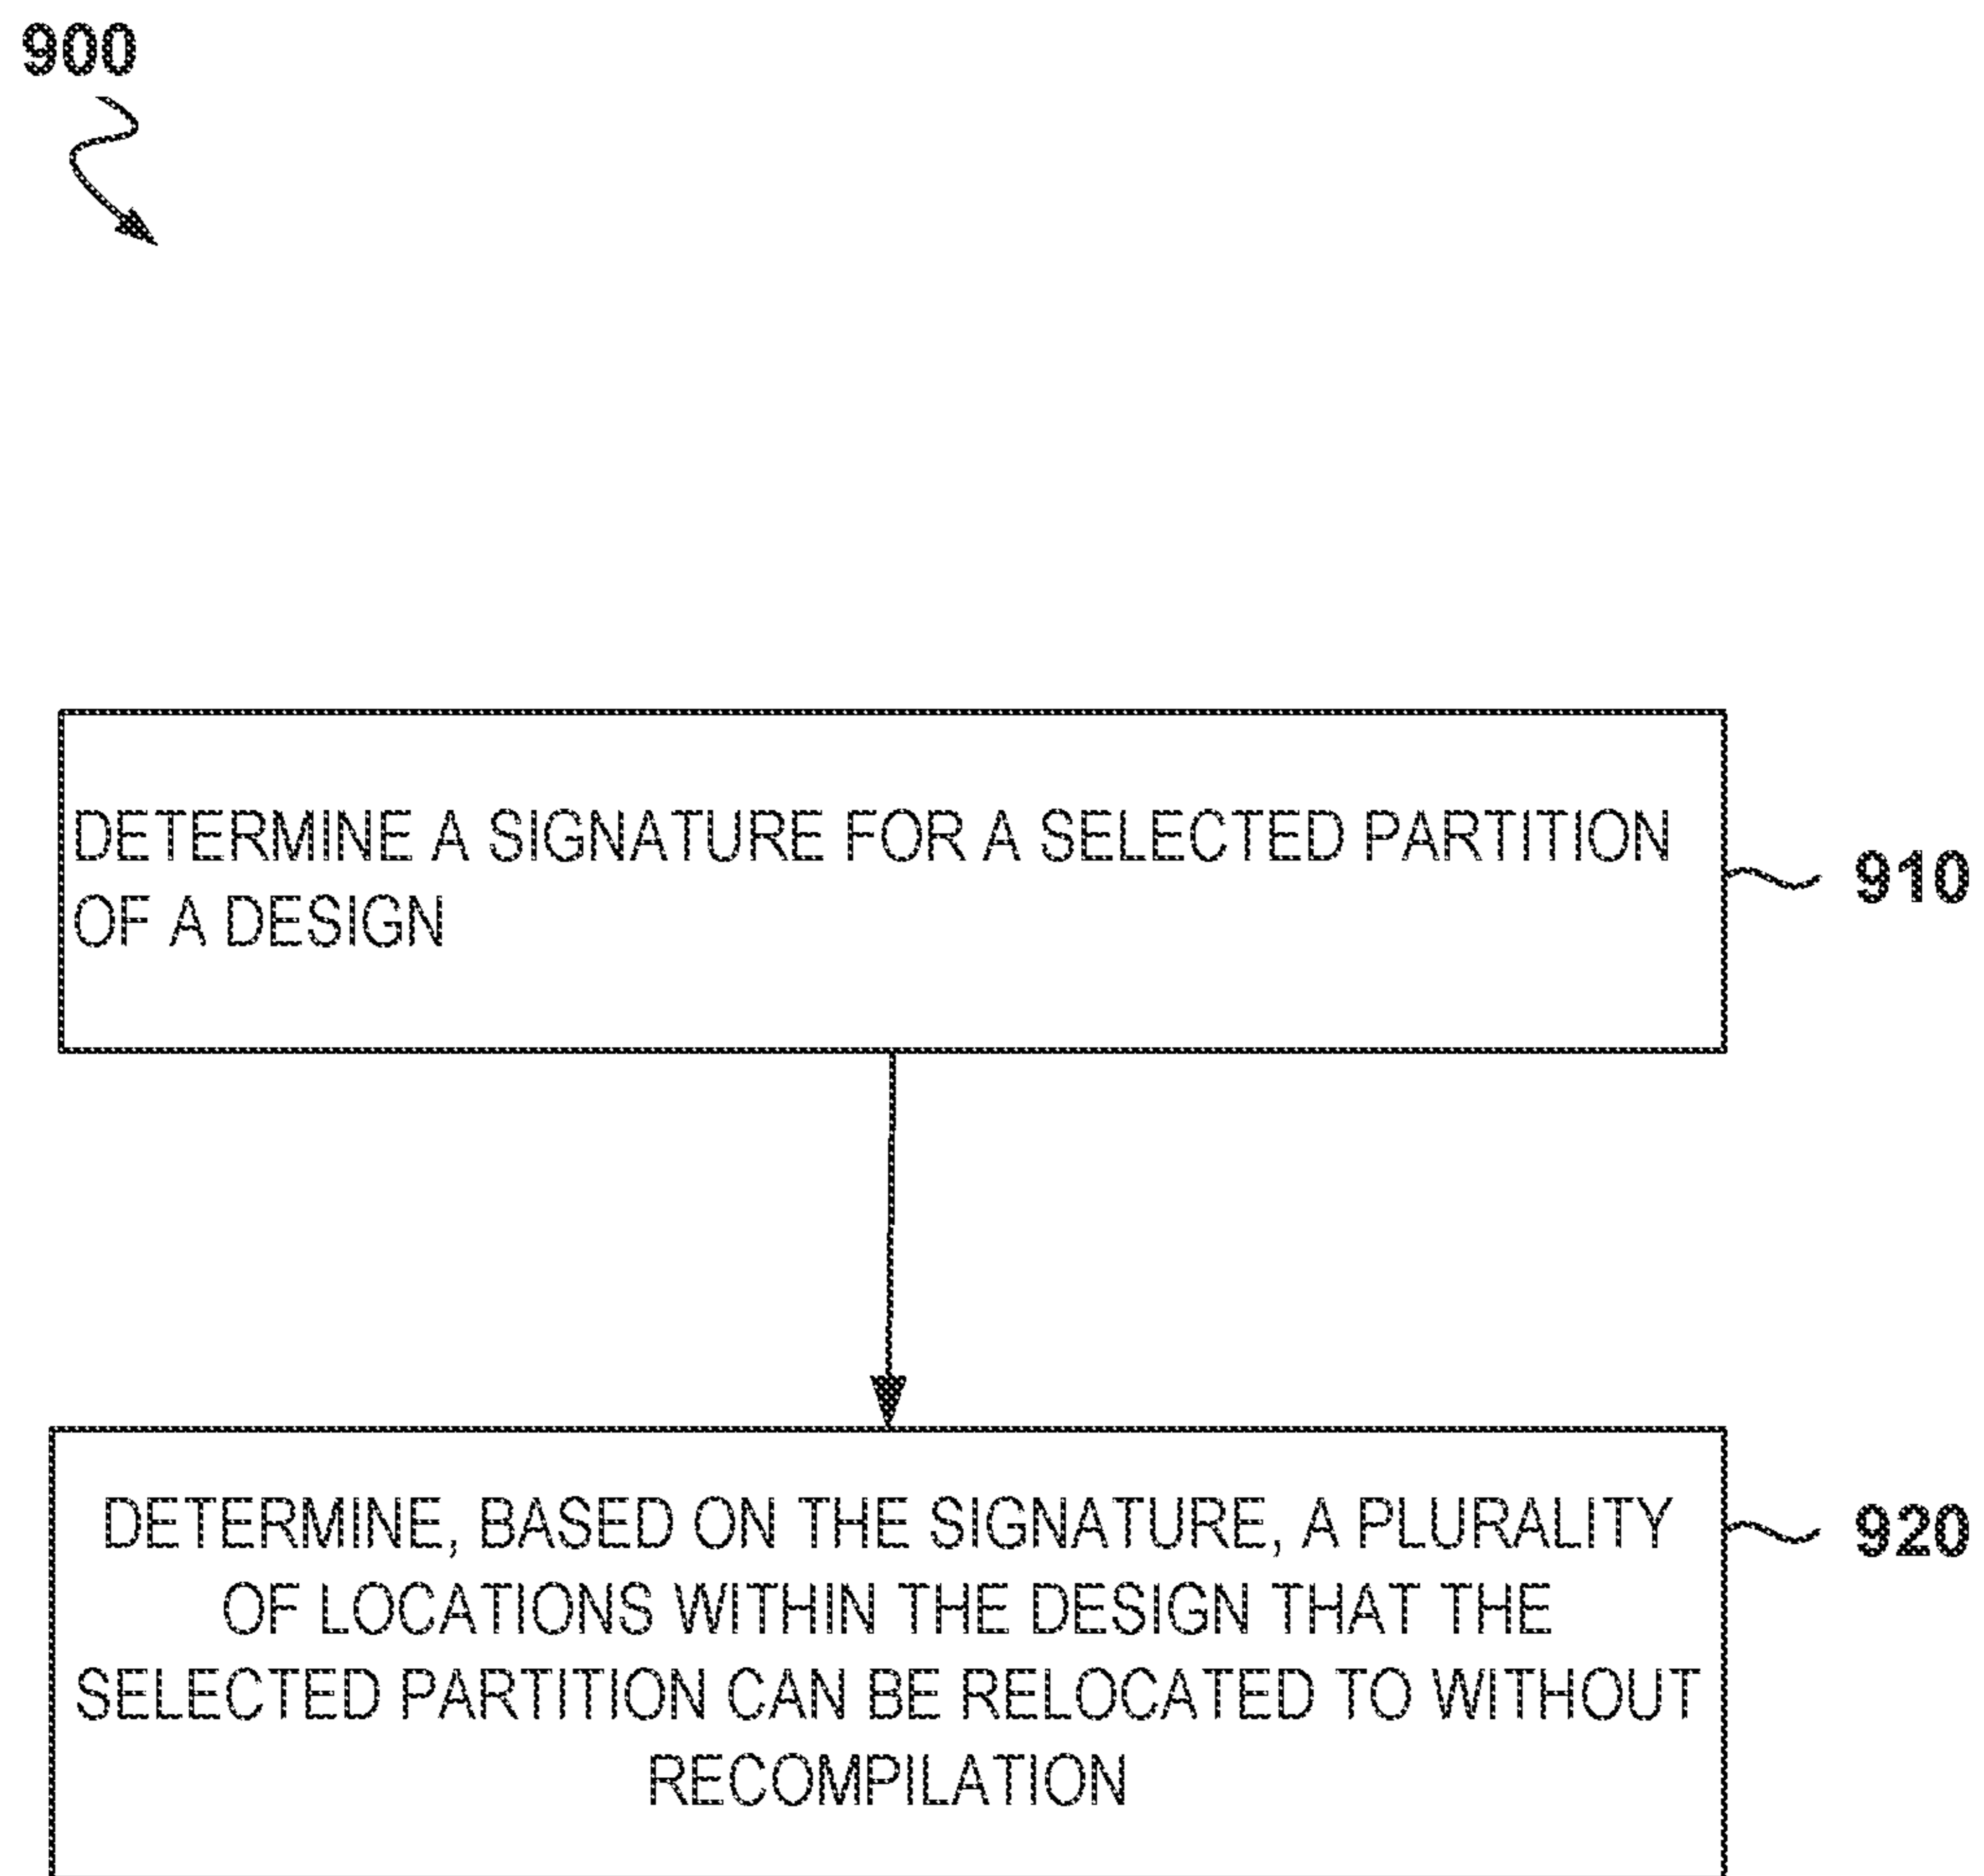 900
DETERMINE A SIGNATURE FOR A SELECTED PARTITION
OF A DESIGN
910
DETERMINE, BASED ON THE SIGNATURE, A PLURALITY
OF LOCATIONS WITHIN THE DESIGN THAT THE
SELECTED PARTITION CAN BE RELOCATED TO WITHOUT
RECOMPILATION
920